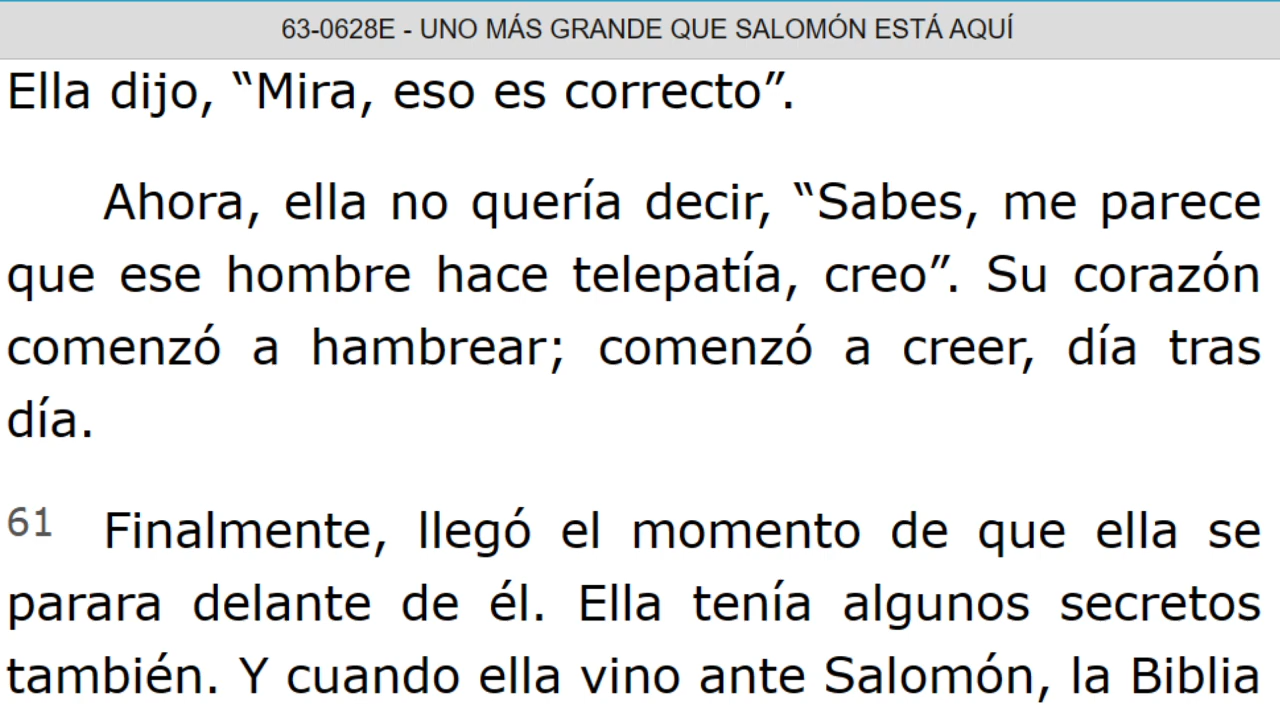 63-0628E - UNO MÁS GRANDE QUE SALOMÓN ESTÁ AQUÍ
Ella dijo, “Mira, eso es correcto”.
Ahora, ella no quería decir, “Sabes, me parece
que ese hombre hace telepatía, creo”. Su corazón
comenzó a hambrear; comenzó a creer, día tras
día.
61 Finalmente, llegó el momento de que ella se
parara delante de él. Ella tenía algunos secretos
también. Y cuando ella vino ante Salomón, la Biblia